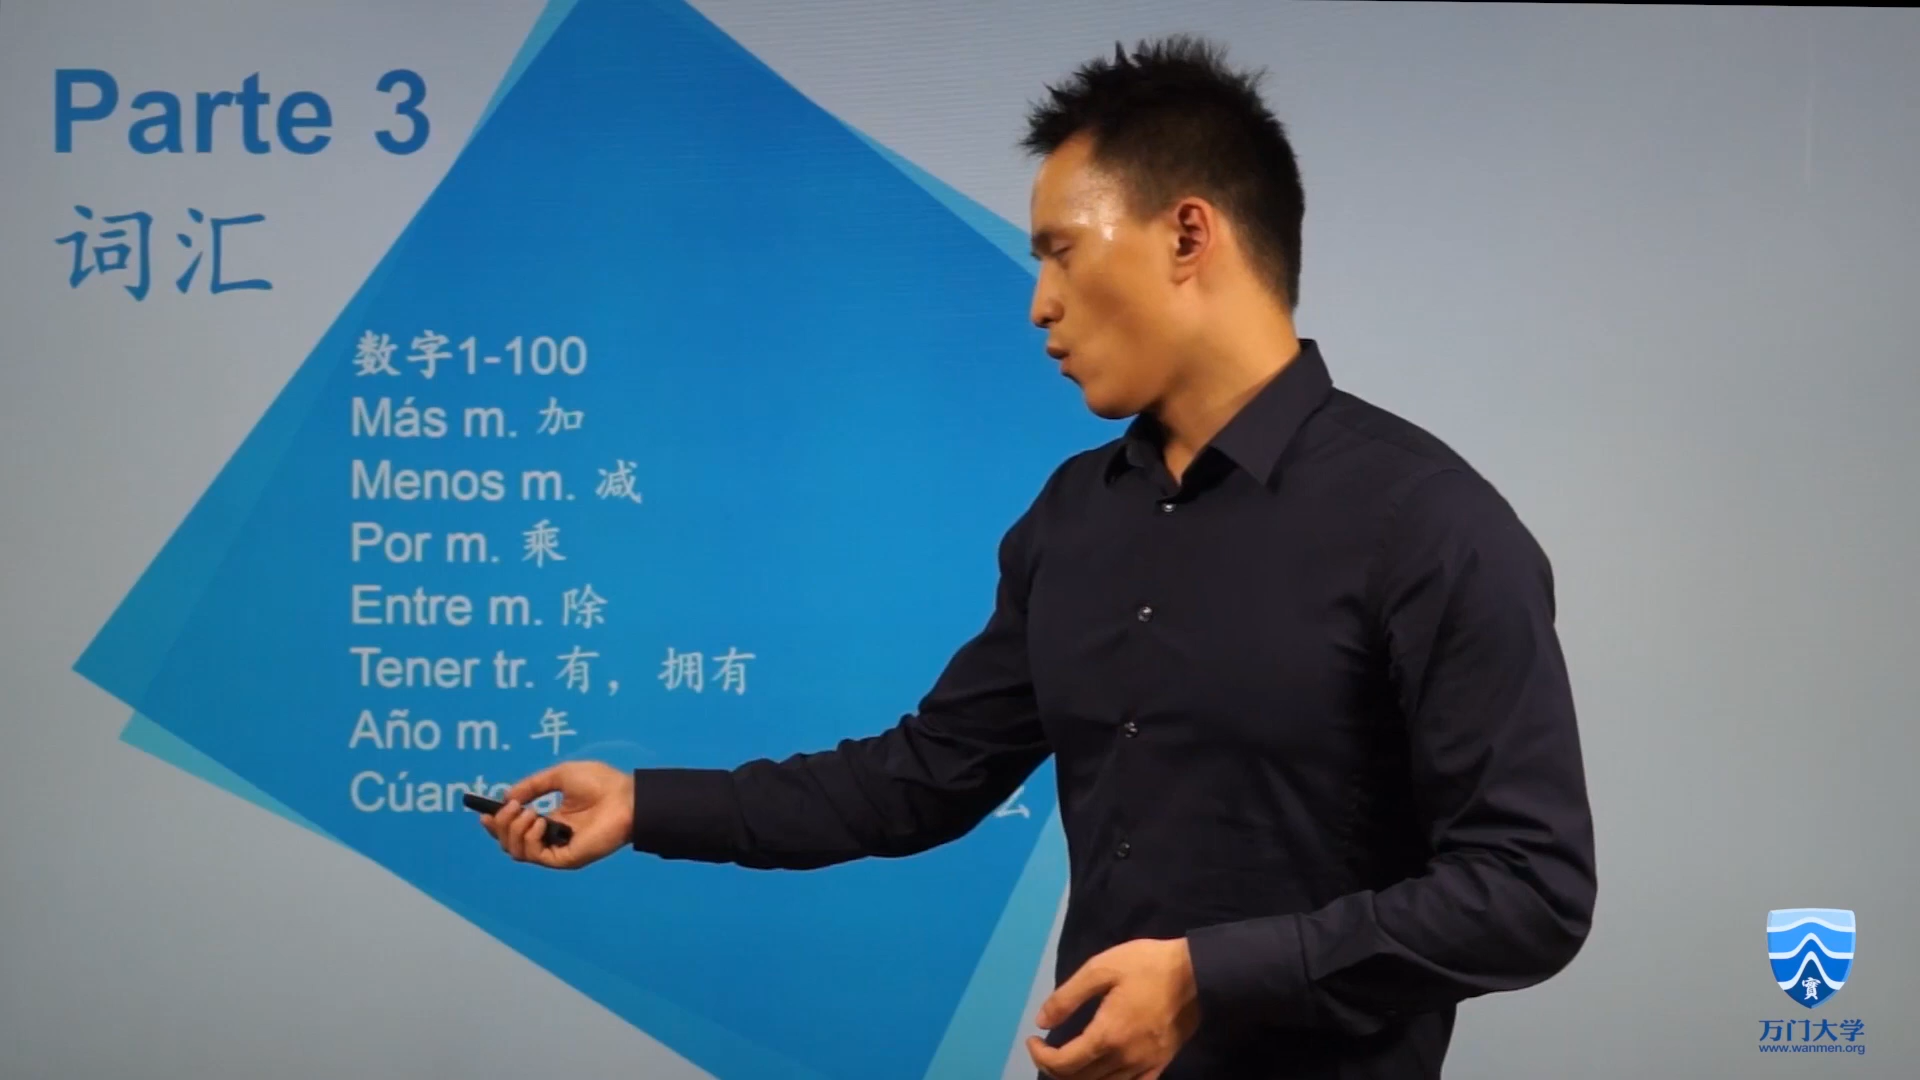 Parte 3
词汇
数字1-100
Más m. 加
Menos m. 减
Por m. 乘
Entre m. 除
Tener tr. 有，拥有
Año m. 年
万门大学
www.wanmen.org